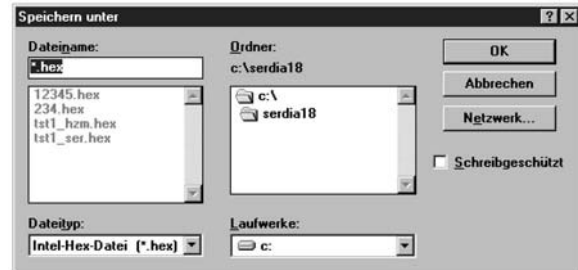 Speichern unter
Dateiname:
*.hex
12345.hex
234.hex
tst1_hzm.hex
tst1_ser.hex
Dateityp:
Intel-Hex-Datei (*.hex)
Ordner:
c:\serdia18
c:\
serdia18
Laufwerke:
c:
OK
Abbrechen
Netzwerk...
Schreibgeschützt